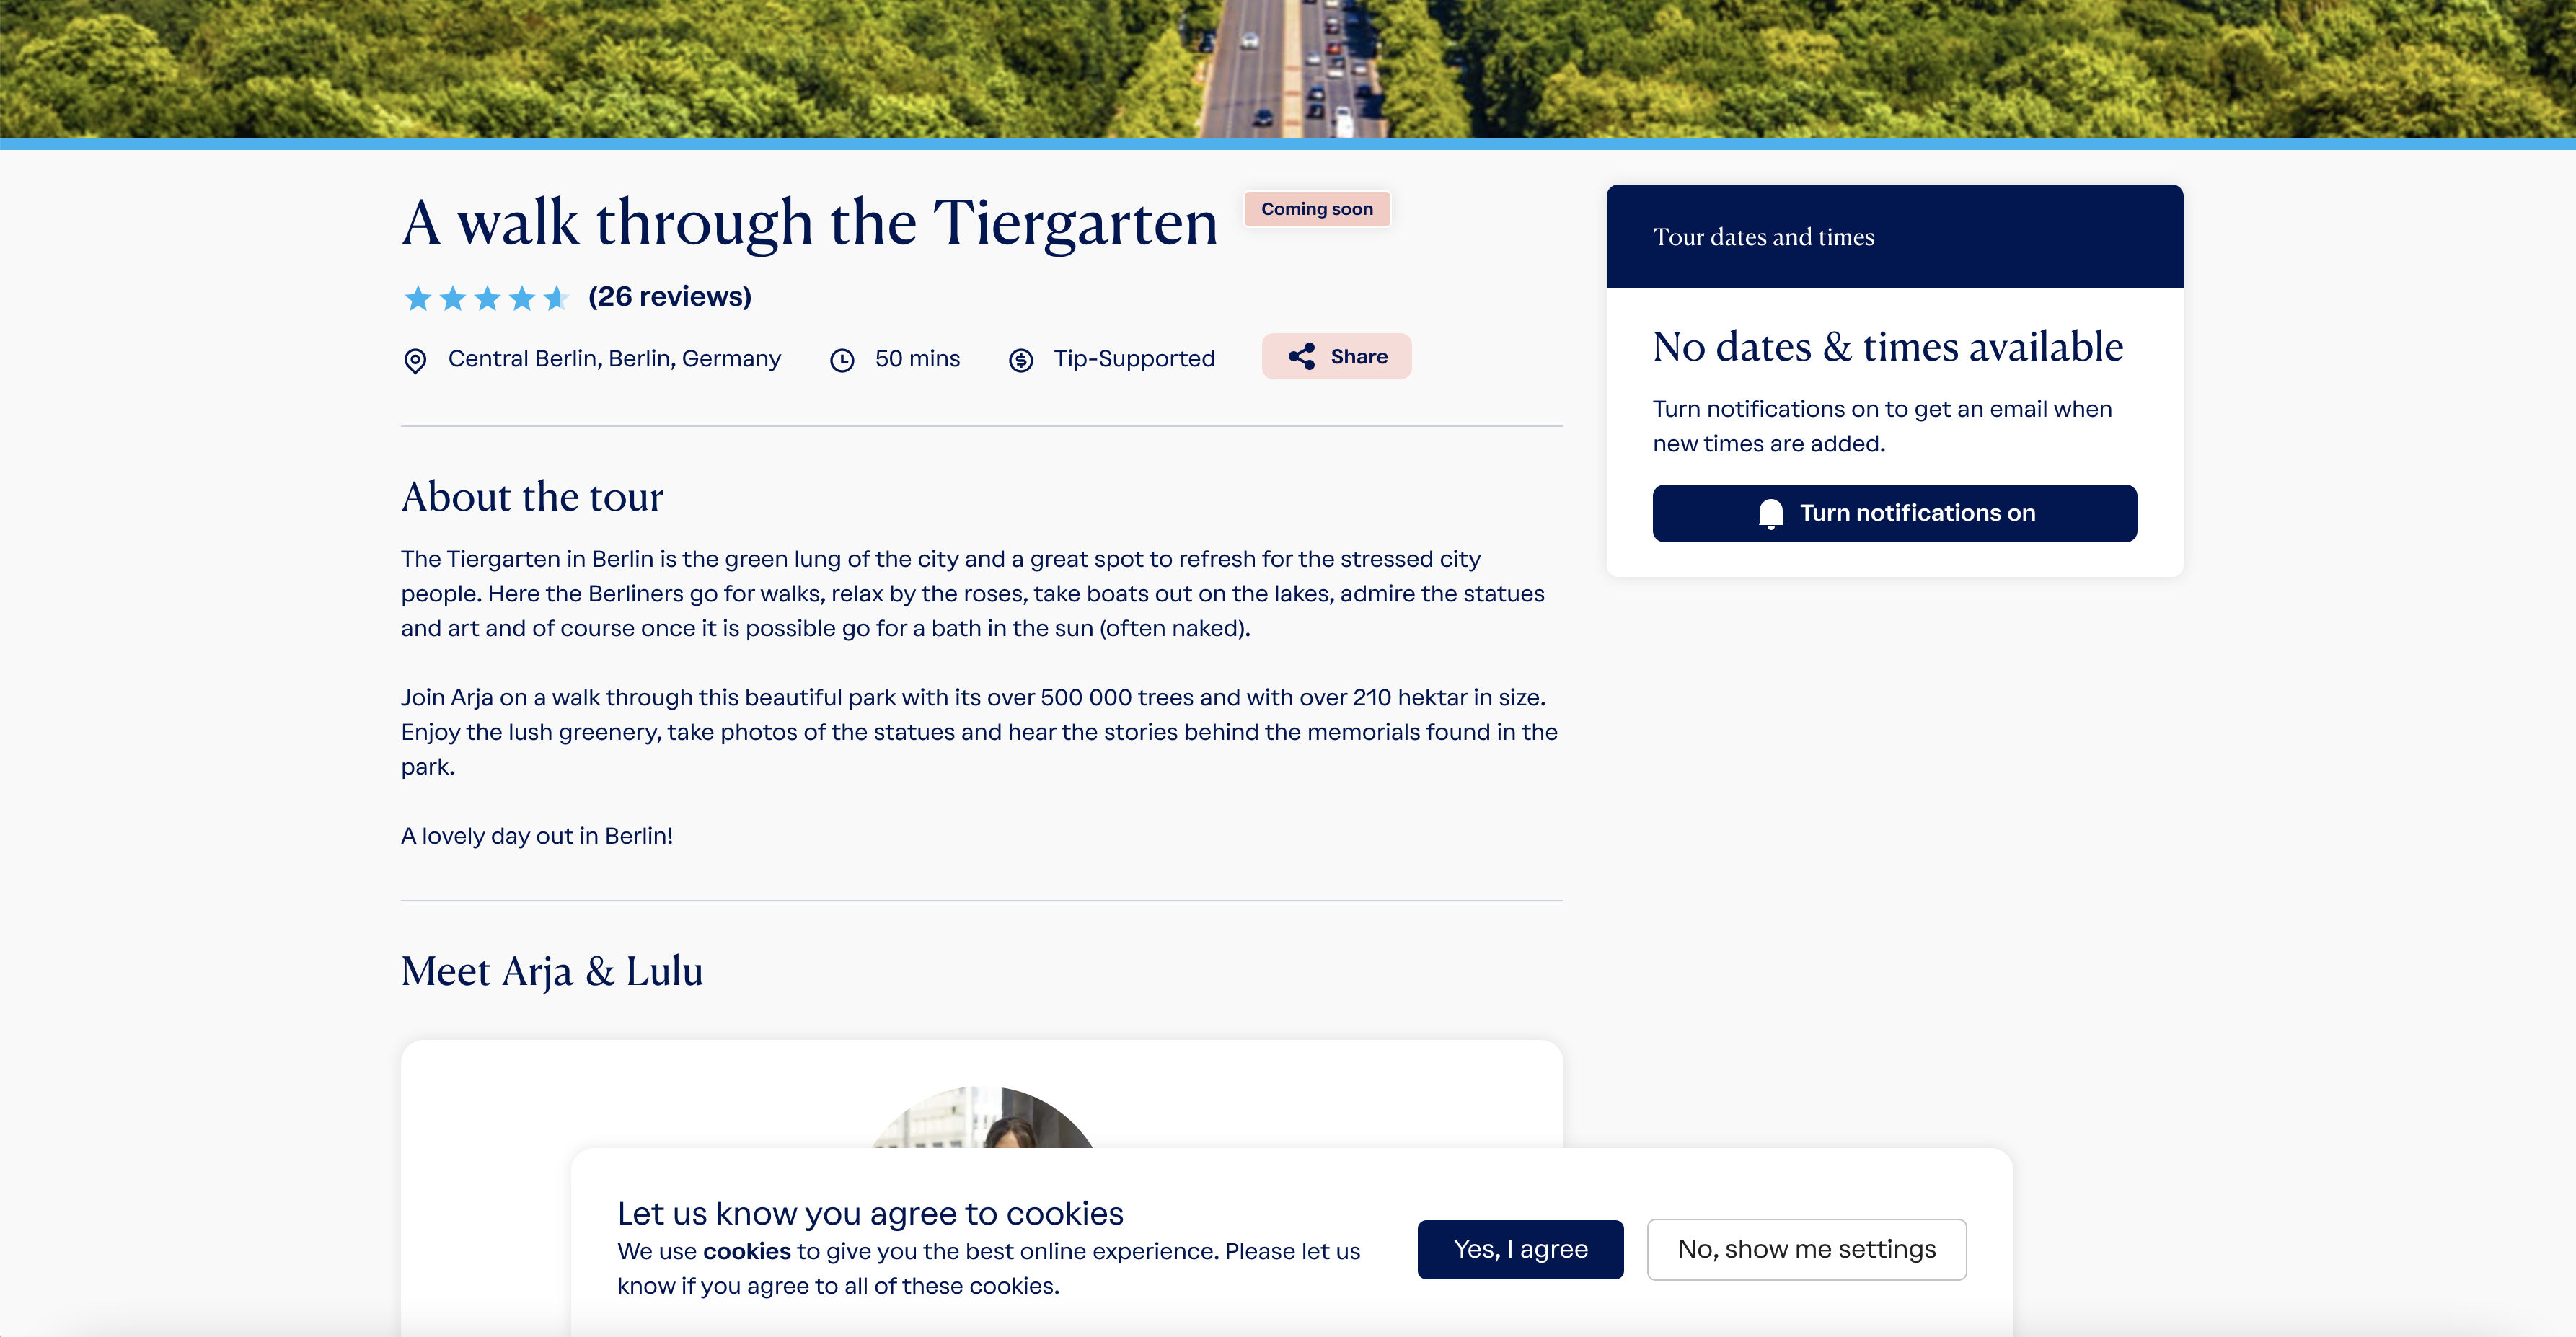 A walk through the Tiergarten
Coming soon
(26 reviews)
Central Berlin, Berlin, Germany
50 mins
Tip-Supported
Share
About the tour
The Tiergarten in Berlin is the green lung of the city and a great spot to refresh for the stressed city
people. Here the Berliners go for walks, relax by the roses, take boats out on the lakes, admire the statues
and art and of course once it is possible go for a bath in the sun (often naked).
Join Arja on a walk through this beautiful park with its over 500 000 trees and with over 210 hektar in size.
Enjoy the lush greenery, take photos of the statues and hear the stories behind the memorials found in the
park.
A lovely day out in Berlin!
Meet Arja & Lulu
Tour dates and times
No dates & times available
Turn notifications on to get an email when
new times are added.
Turn notifications on
Let us know you agree to cookies
We use cookies to give you the best online experience. Please let us
know if you agree to all of these cookies.
Yes, I agree
No, show me settings